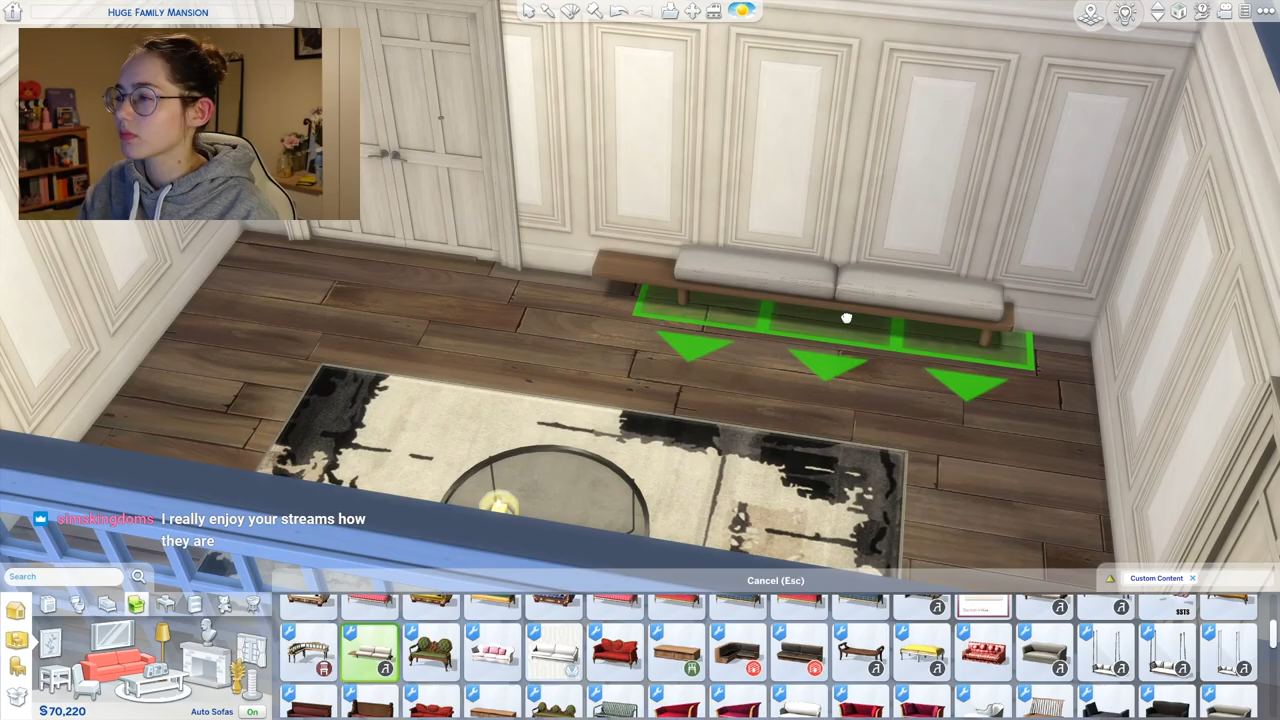 HUGE FAMILY MANSION
simskingdoms I really enjoy your streams how
they are
Search
Cancel (Esc)
Custom Content
SSTS
§70,220
Auto Sofas
On